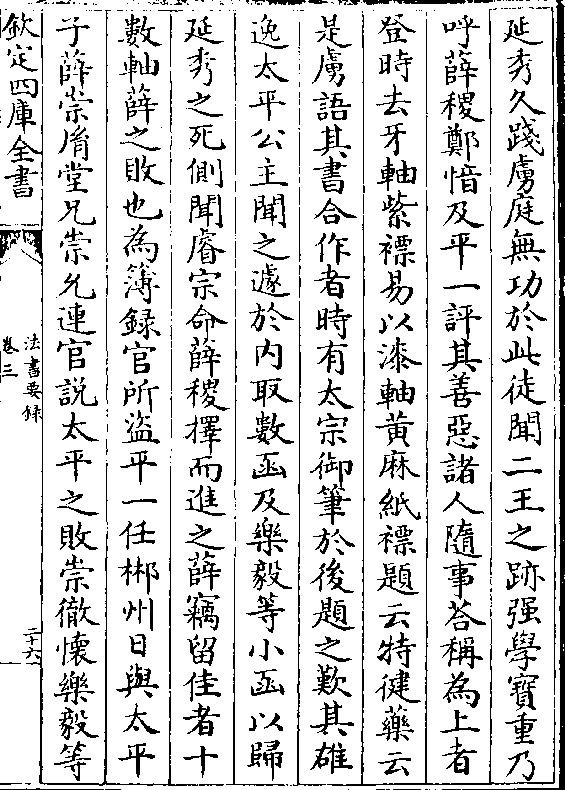 延秀久踐虜庭無功於此徒聞二王之跡强學寳重乃
呼薛稷鄭愔及平一評其善惡諸人隨事答稱為上者
登時去牙軸紫褾易以漆軸黄麻紙褾題云特健藥云
是虜語其書合作者時有太宗御筆於後題之歎其雄
逸太平公主聞之遽於内取數函及樂毅等小函以歸
延秀之死側聞睿宗命薛稷擇而進之薛竊留佳者十
數軸薛之敗也為簿録官所盗平一任郴州日與太平
子薛崇㣧堂兄崇允連官說太平之敗崇徹懷樂毅等
欽定四庫全書
法書要録
卷三
二十六